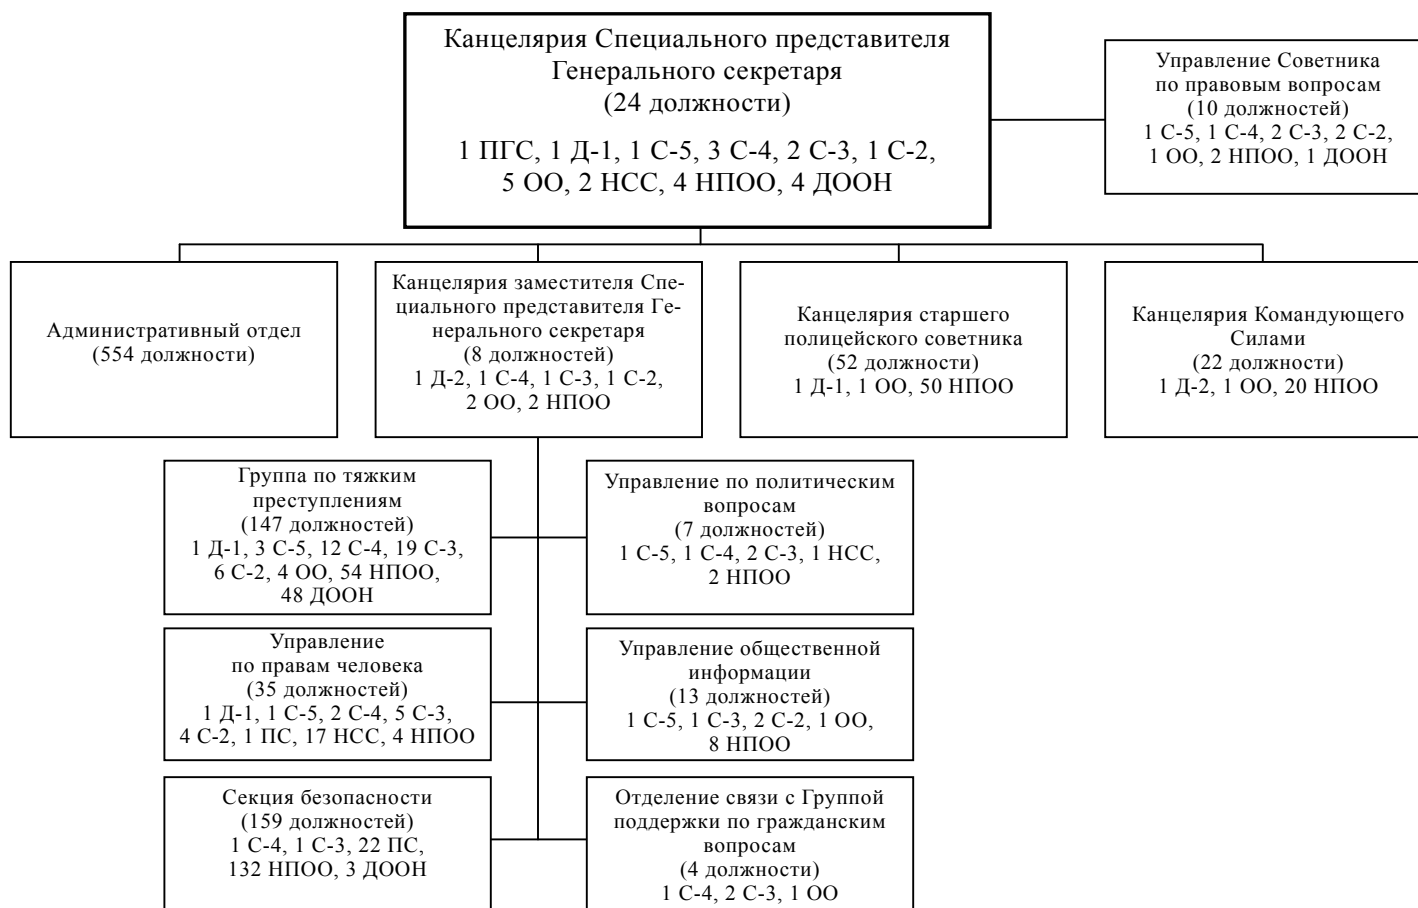 Канцелярия Специального представителя
Генерального секретаря
(24 должности)
1 ПГС, 1 Д-1, 1 С-5, 3 С-4, 2 С-3, 1 С-2,
5 ОО, 2 НСС, 4 НПОО, 4 ДООН
Управление Советника
по правовым вопросам
(10 должностей)
1 С-5, 1 С-4, 2 С-3, 2 С-2,
1 ОО, 2 НПОО, 1 ДООН
Административный отдел
(554 должности)
Канцелярия заместителя Спе-
циального представителя Ге-
нерального секретаря
(8 должностей)
1 Д-2, 1 С-4, 1 С-3, 1 С-2,
2 ОО, 2 НПОО
Канцелярия старшего
полицейского советника
(52 должности)
1 Д-1, 1 ОО, 50 НПОО
Канцелярия Командующего
Силами
(22 должности)
1 Д-2, 1 ОО, 20 НПОО
Группа по тяжким
преступлениям
(147 должностей)
1 Д-1, 3 С-5, 12 С-4, 19 С-3,
6 С-2, 4 ОО, 54 НПОО,
48 ДООН
Управление по политическим
вопросам
(7 должностей)
1 С-5, 1 С-4, 2 С-3, 1 НСС,
2 НПОО
Управление
по правам человека
(35 должностей)
1 Д-1, 1 С-5, 2 С-4, 5 С-3,
4 С-2, 1 ПС, 17 НСС, 4 НПОО
Управление общественной
информации
(13 должностей)
1 С-5, 1 С-3, 2 С-2, 1 ОО,
8 НПОО
Секция безопасности
(159 должностей)
1 С-4, 1 С-3, 22 ПС,
132 НПОО, 3 ДООН
Отделение связи с Группой
поддержки по гражданским
вопросам
(4 должности)
1 С-4, 2 С-3, 1 ОО